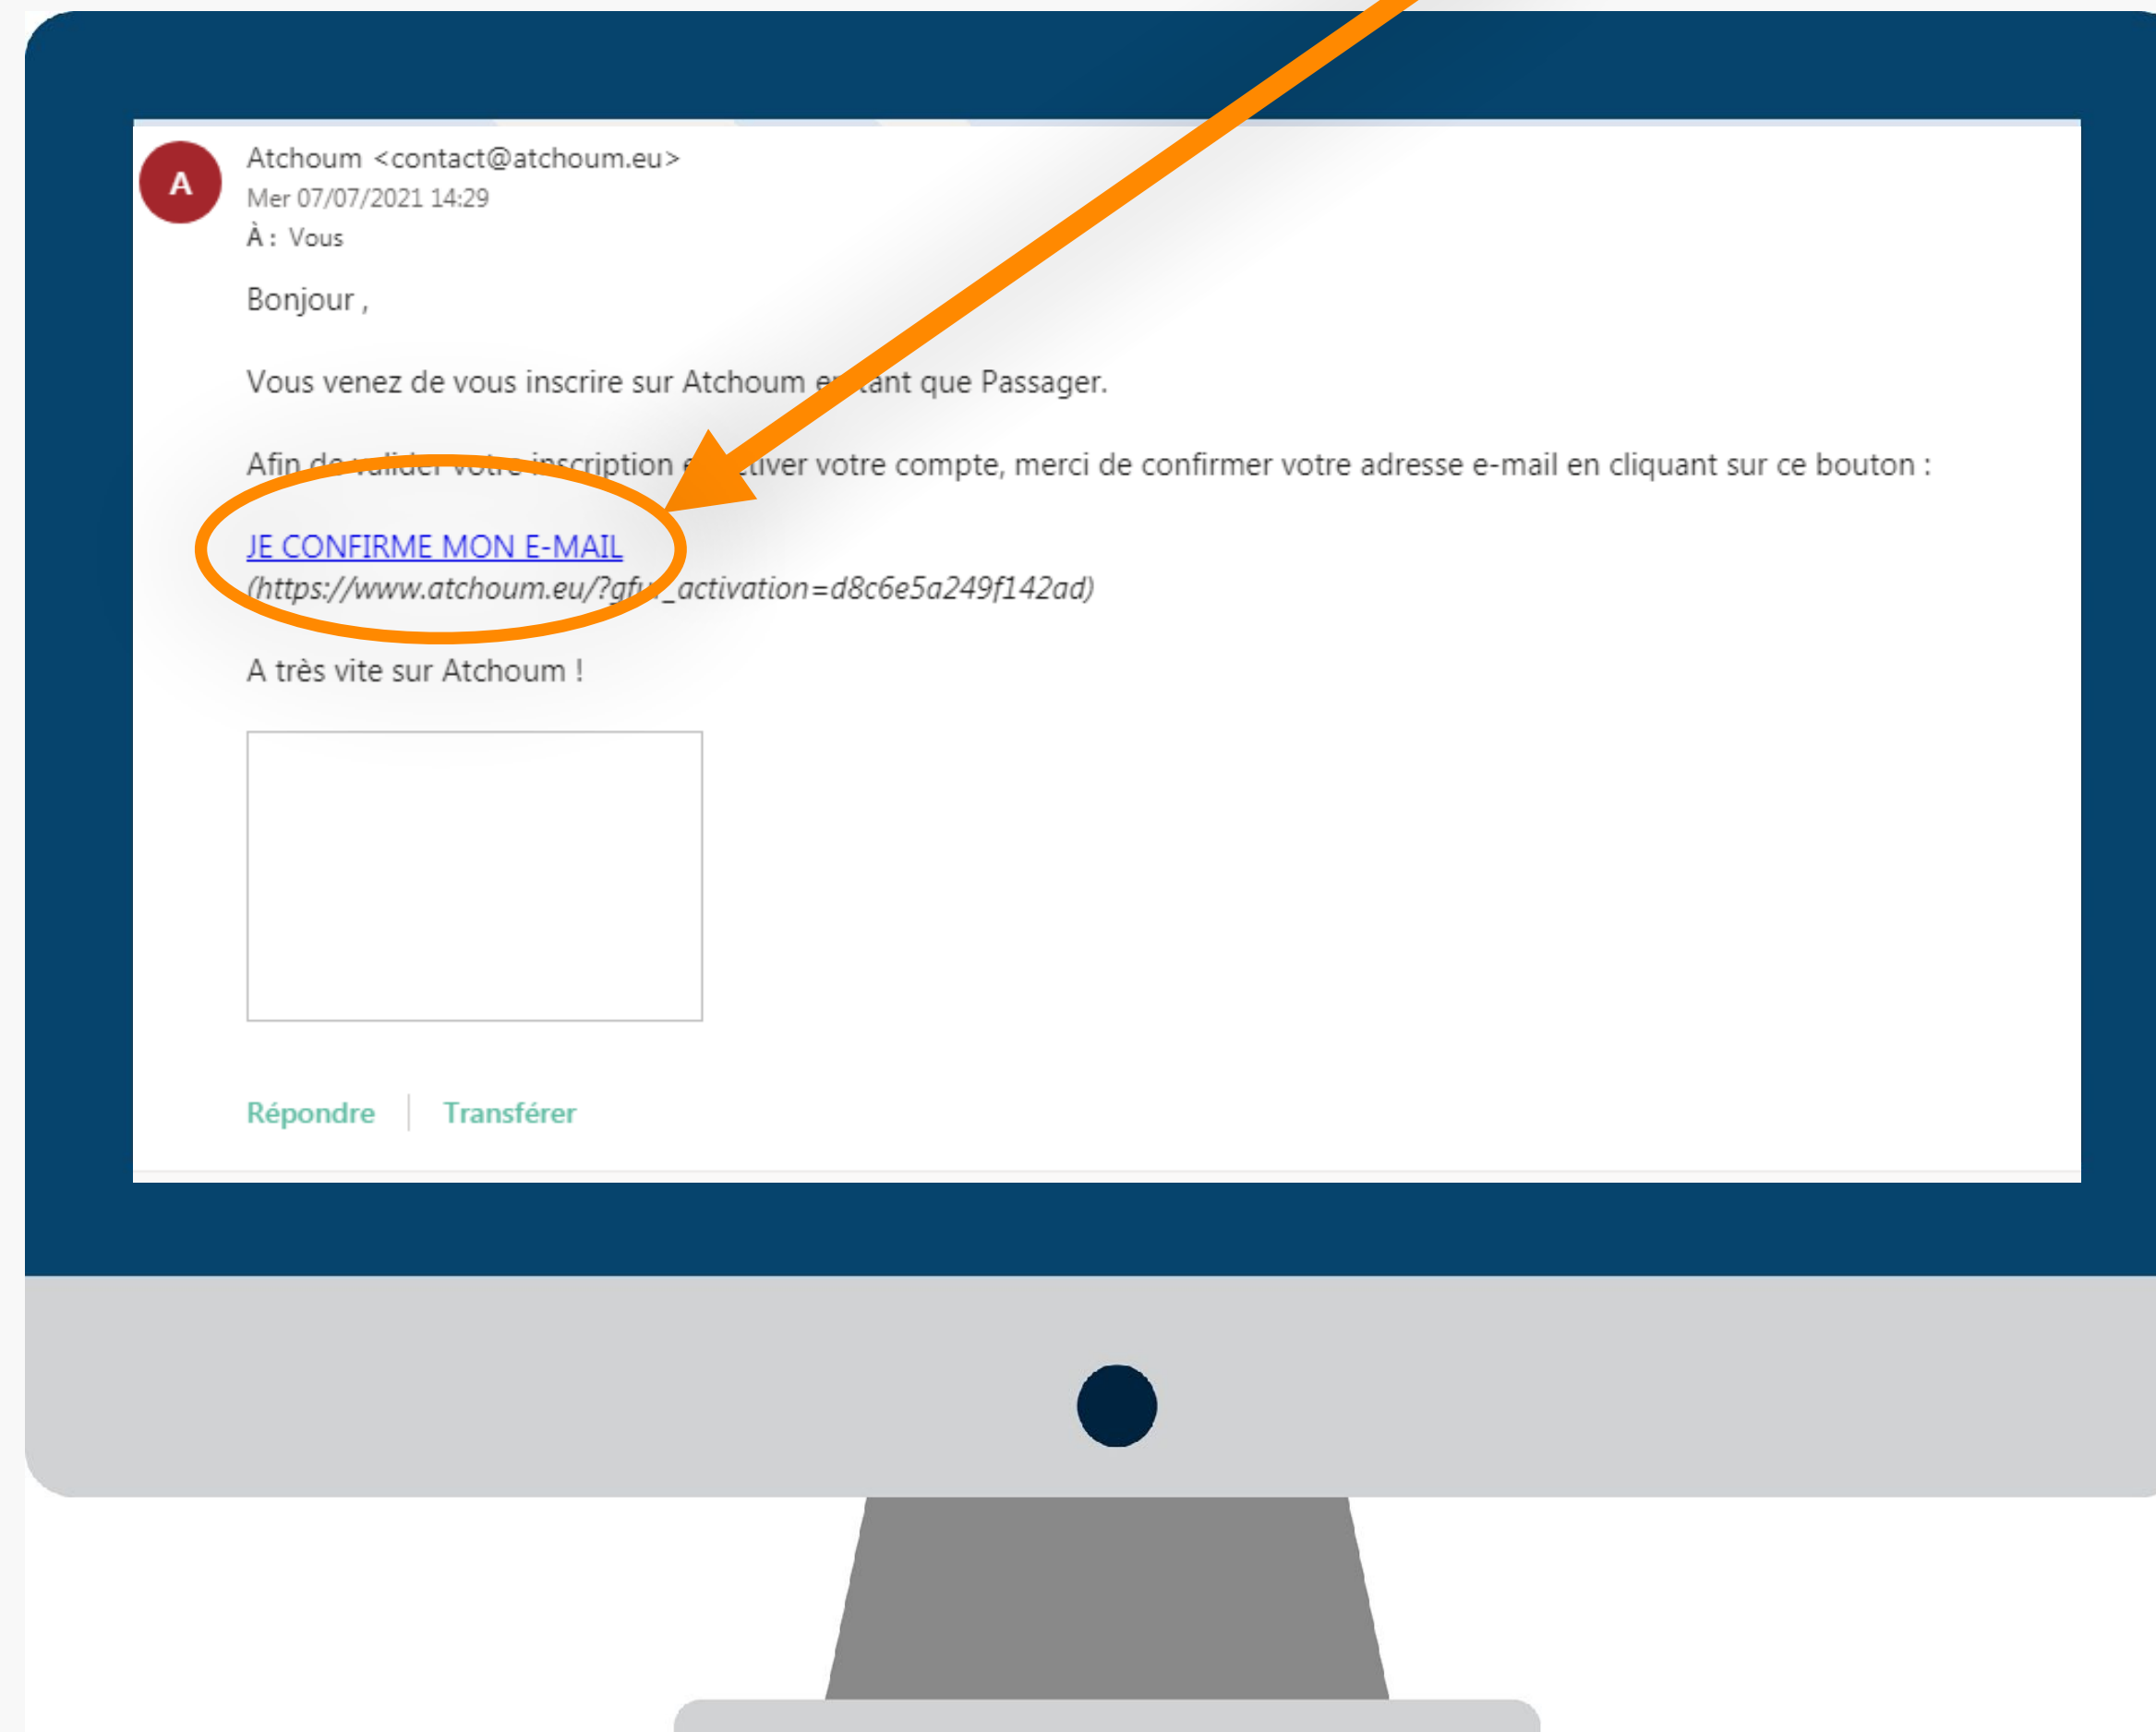 A
Atchoum <contact@atchoum.eu>
Mer 07/07/2021 14:29
À : Vous
Bonjour ,
Vous venez de vous inscrire sur Atchoum en tant que Passager.
Afin de valider votre inscription et activer votre compte, merci de confirmer votre adresse e-mail en cliquant sur ce bouton :
JE CONFIRME MON E-MAIL
(https://www.atchoum.eu/?gfur_activation=d8c6e5a249f142ad)
A très vite sur Atchoum !
Répondre Transférer